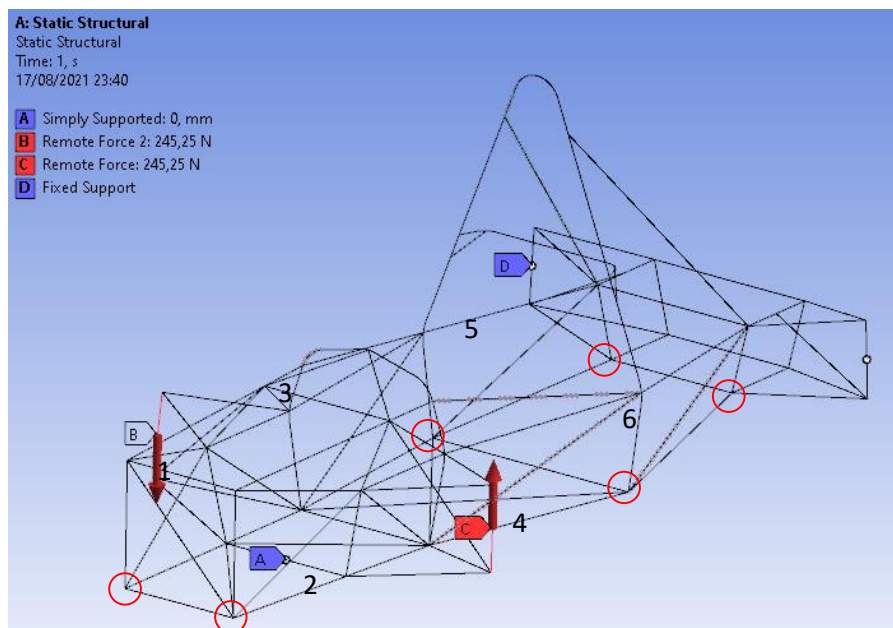 A: Static Structural
Static Structural
Time: 1, s
17/08/2021 23:40
A Simply Supported: 0, mm
B Remote Force 2: 245,25 N
C Remote Force: 245,25 N
D Fixed Support
D
5
3
B
6
1
C
4
A
2